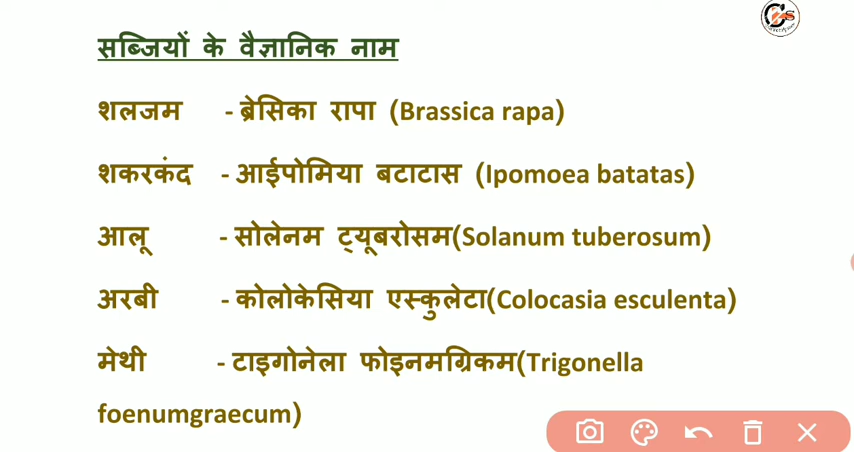 सब्जियों के वैज्ञानिक नाम
शलजम - ब्रेसिका रापा (Brassica rapa)
शकरकंद - आईपोमिया बटाटास (Ipomoea batatas)
आलू - सोलेनम ट्यूबरोसम(Solanum tuberosum)
अरबी - कोलोकेसिया एस्कुलेटा(Colocasia esculenta)
मेथी - टाइगोनेला फोइनमग्रिकम(Trigonella
foenumgraecum)